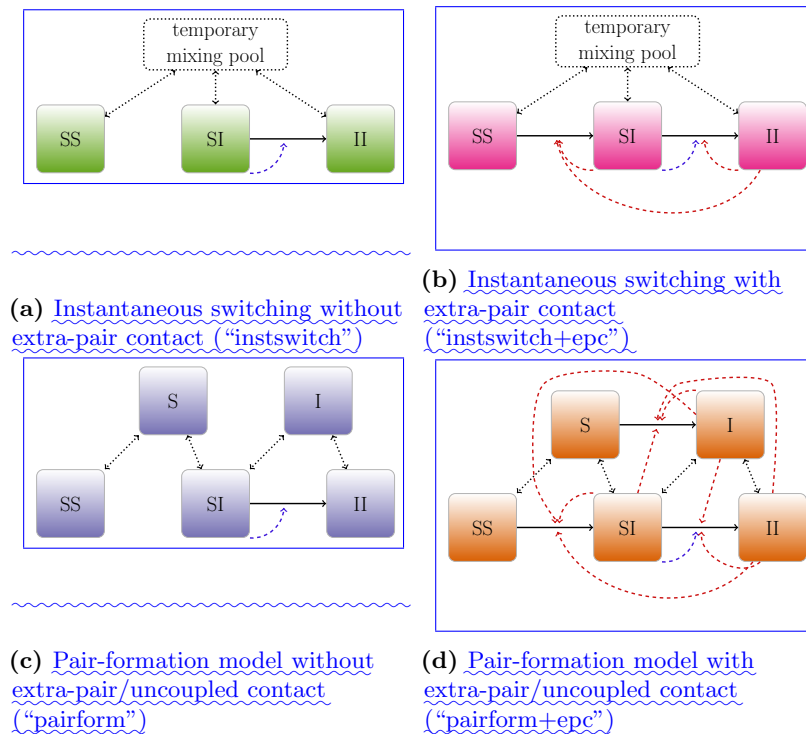 temporary
mixing pool
SS
SI
II
(a) Instantaneous switching without
extra-pair contact (“instswitch”)
temporary
mixing pool
SS
SI
II
(b) Instantaneous switching with
extra-pair contact
(“instswitch+epc”)
S
I
SS
SI
II
(c) Pair-formation model without
extra-pair/uncoupled contact
(“pairform”)
S
I
SS
SI
II
(d) Pair-formation model with
extra-pair/uncoupled contact
(“pairform+epc”)